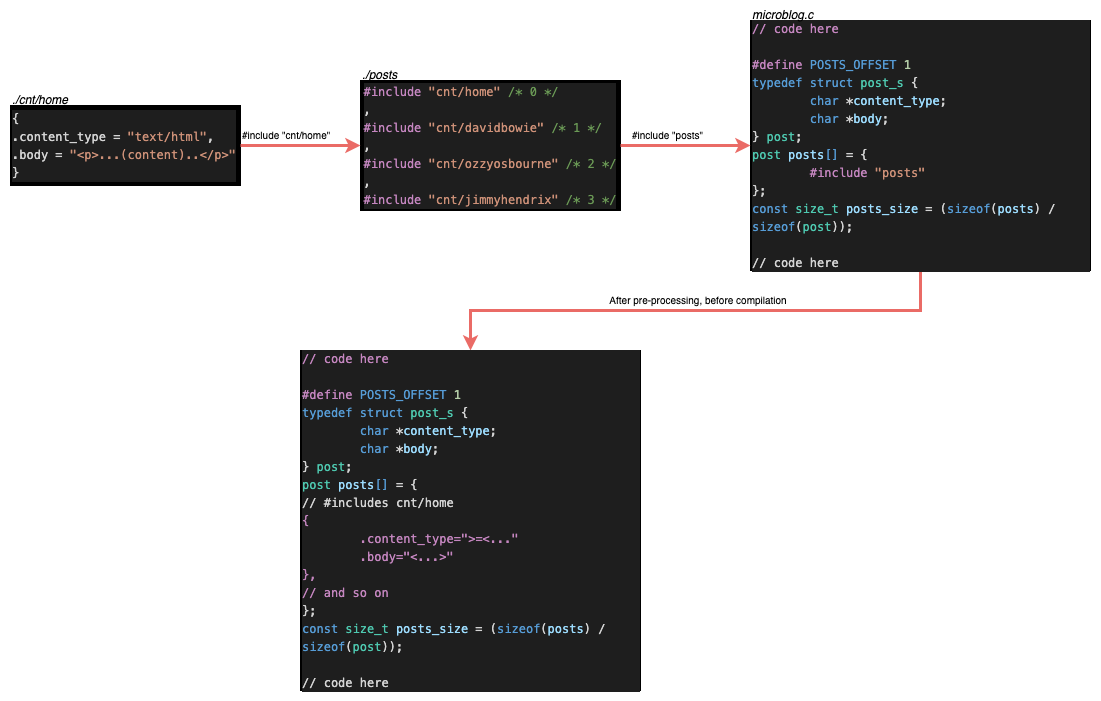 ./cnt/home
{
.content_type = "text/html",
.body = "<p>...(content)..</p>"
}
#include "cnt/home"
./posts
#include "cnt/home" /* 0 */
,
#include "cnt/davidbowie" /* 1 */
,
#include "cnt/ozzyosbourne" /* 2 */
,
#include "cnt/jimmyhendrix" /* 3 */
#include "posts"
microblog.c
// code here
#define POSTS_OFFSET 1
typedef struct post_s {
char *content_type;
char *body;
} post;
post posts[] = {
#include "posts"
};
const size_t posts_size = (sizeof(posts) /
sizeof(post));
// code here
After pre-processing, before compilation
// code here
#define POSTS_OFFSET 1
typedef struct post_s {
char *content_type;
char *body;
} post;
post posts[] = {
// #includes cnt/home
{
.content_type=">=<..."
.body="<...>"
},
// and so on
};
const size_t posts_size = (sizeof(posts) /
sizeof(post));
// code here